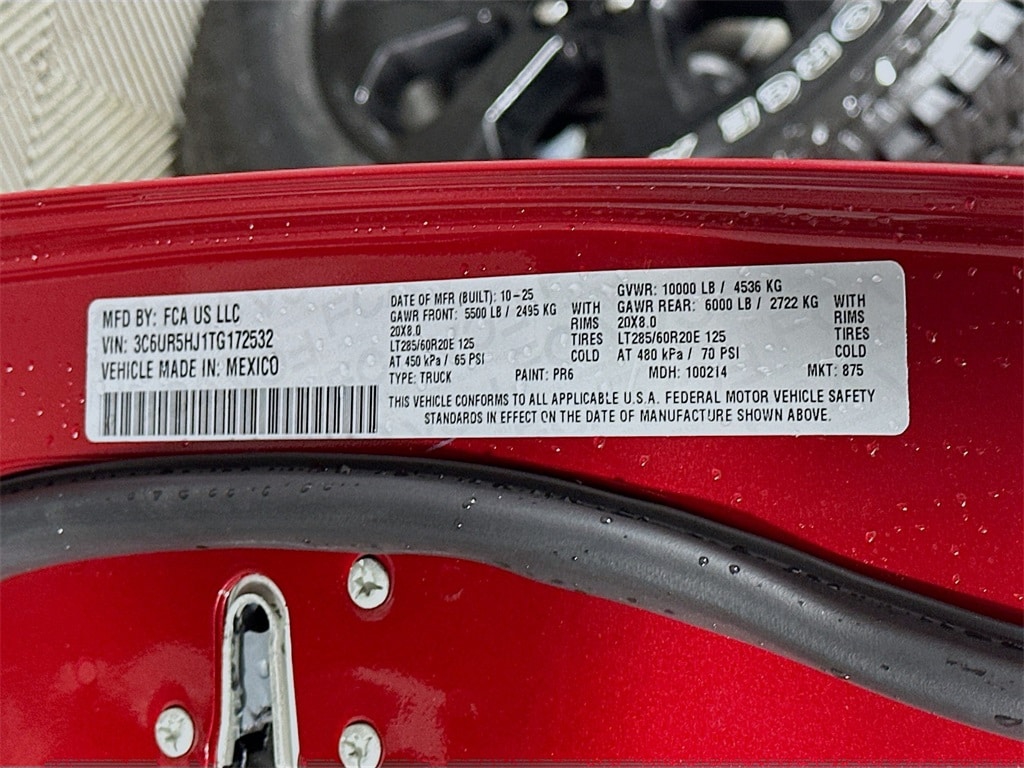 MFD BY: FCA US LLC
VIN: 3C6UR5HJ1TG172532
VEHICLE MADE IN: MEXICO
DATE OF MFR (BUILT): 10-25
GAWR FRONT: 5500 LB / 2495 KG WITH
20X8.0 RIMS
LT285/60R20E 125 TIRES
AT 450 kPa / 65 PSI COLD
GVWR: 10000 LB / 4536 KG
GAWR REAR: 6000 LB / 2722 KG WITH
20X8.0 RIMS
LT285/60R20E 125 TIRES
AT 480 kPa / 70 PSI COLD
TYPE: TRUCK PAINT: PR6 MDH: 100214 MKT: 875
THIS VEHICLE CONFORMS TO ALL APPLICABLE U.S.A. FEDERAL MOTOR VEHICLE SAFETY
STANDARDS IN EFFECT ON THE DATE OF MANUFACTURE SHOWN ABOVE.